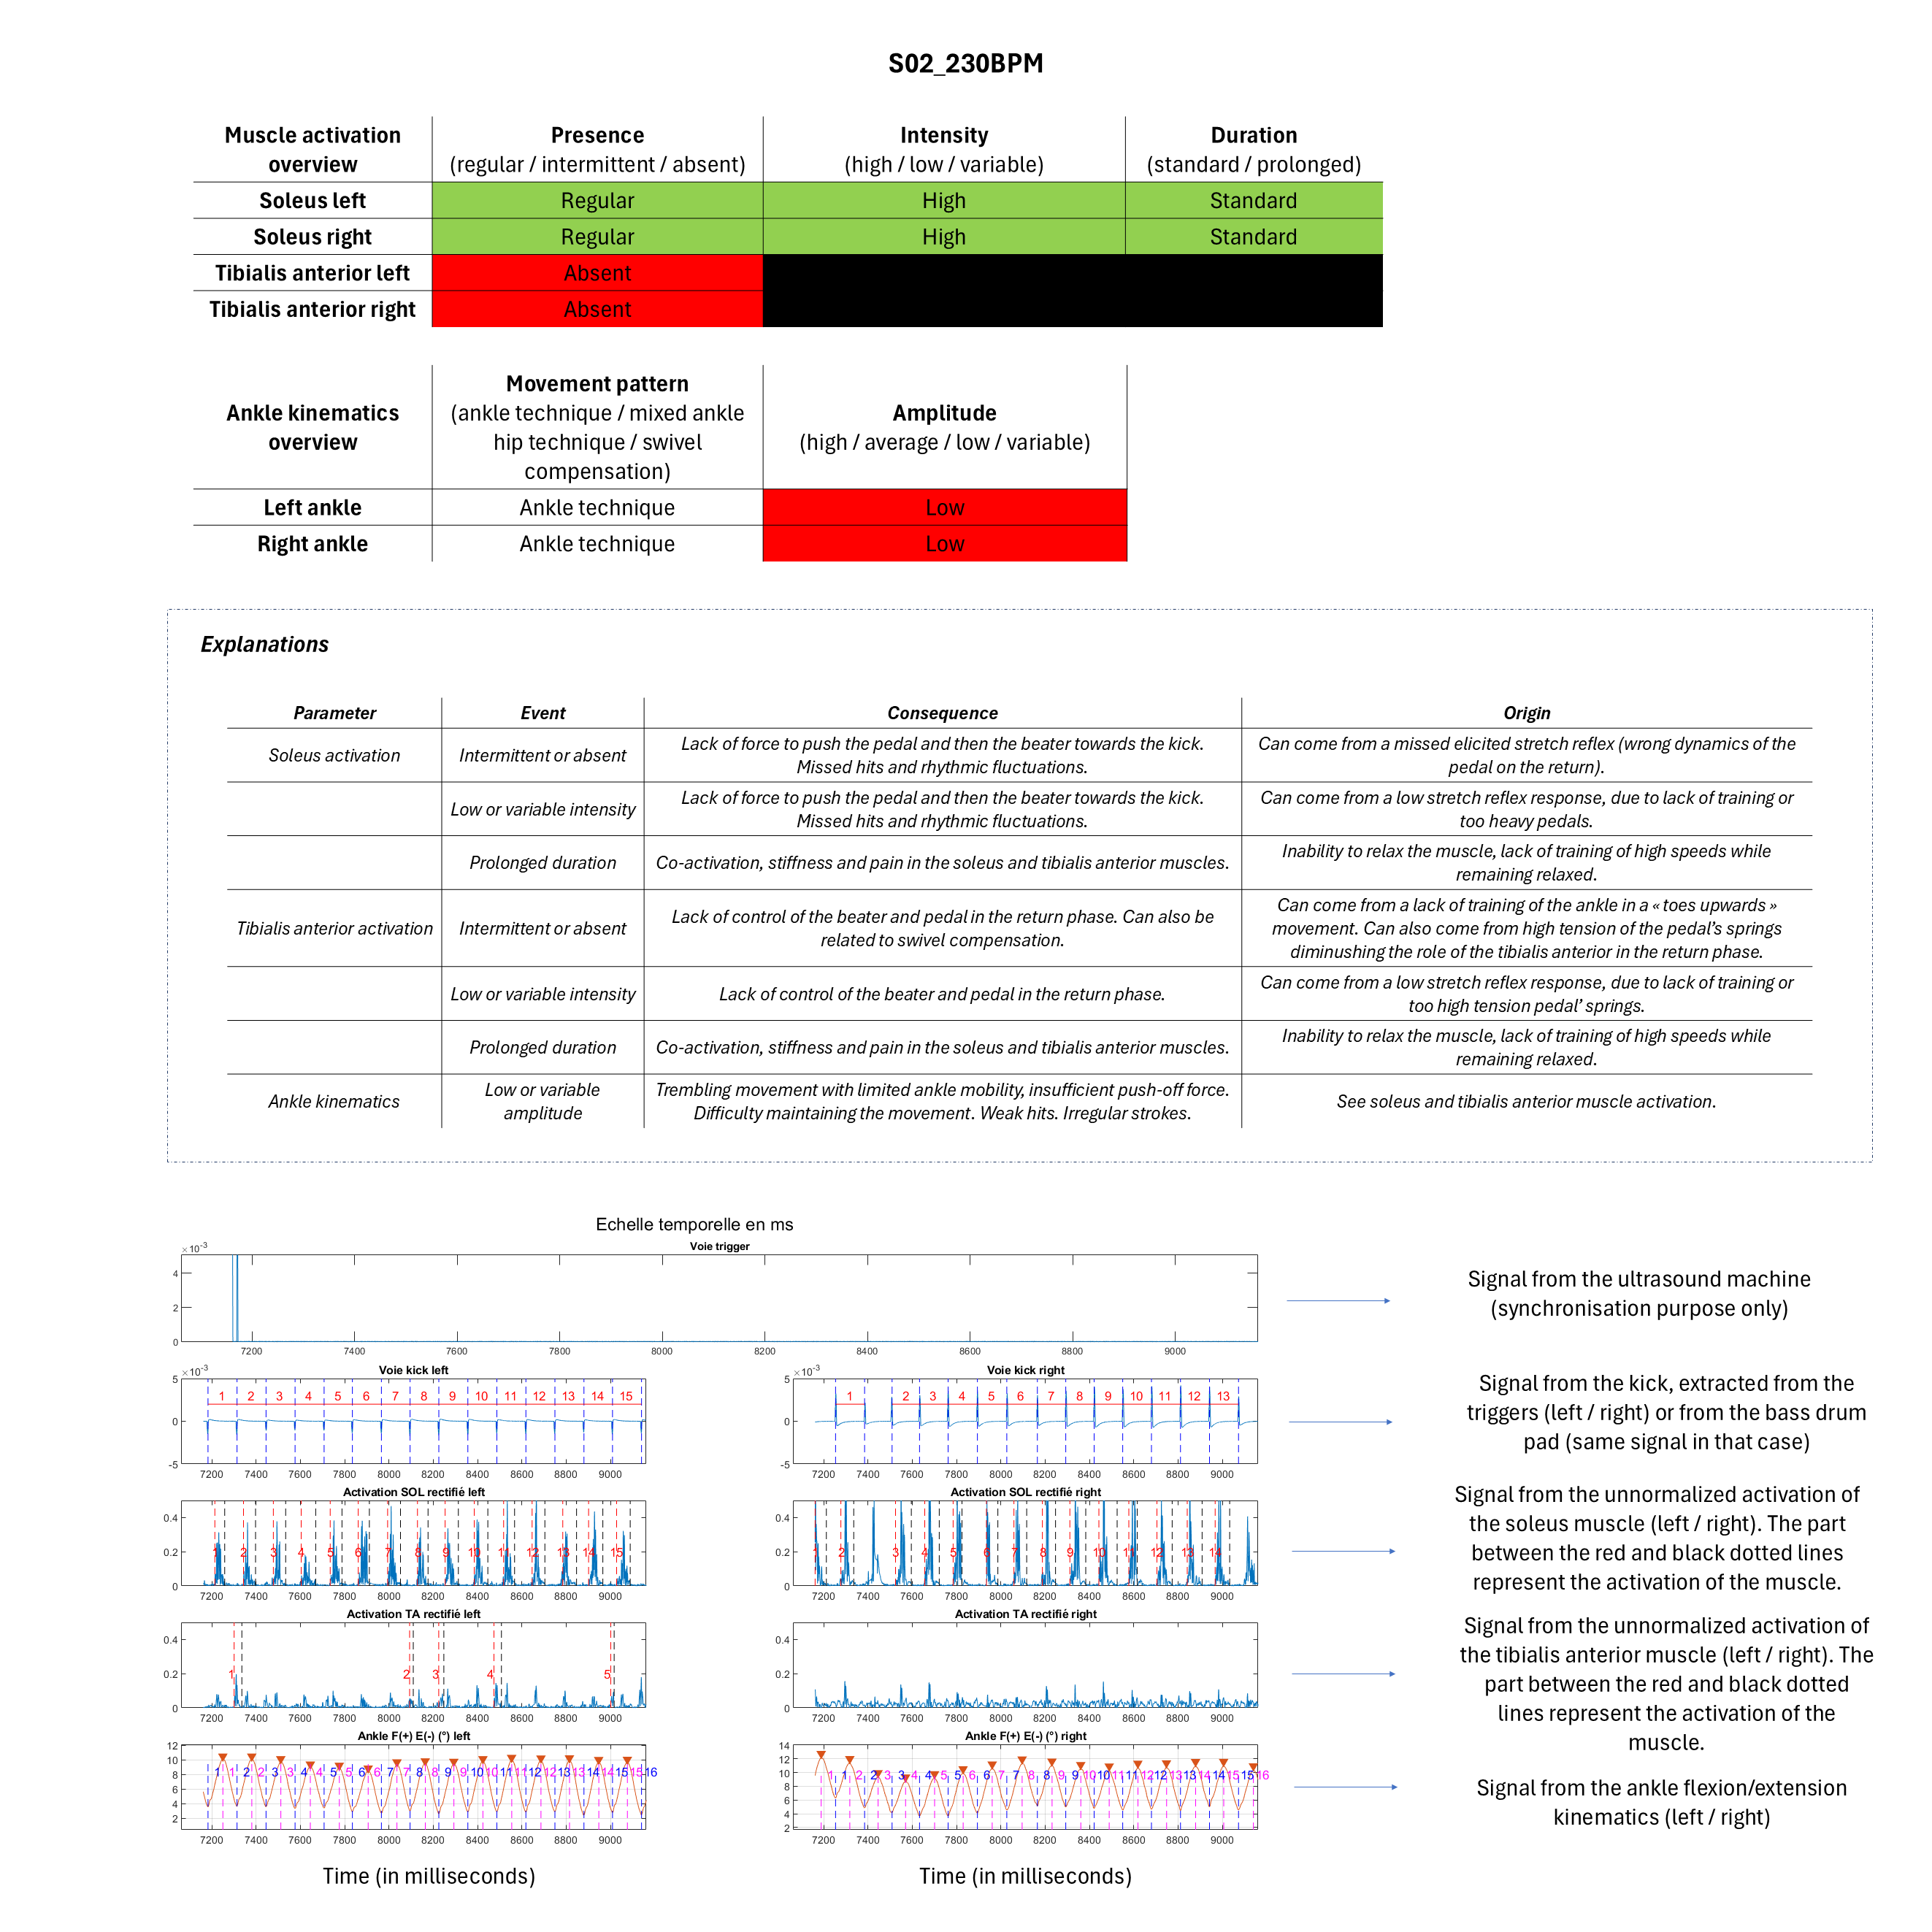 S02_230BPM
Muscle activation overview
Presence
(regular / intermittent / absent)
Intensity
(high / low / variable)
Duration
(standard / prolonged)
Soleus left
Regular
High
Standard
Soleus right
Regular
High
Standard
Tibialis anterior left
Absent
Tibialis anterior right
Absent
Ankle kinematics
overview
Movement pattern
(ankle technique / mixed ankle
hip technique / swivel
compensation)
Amplitude
(high / average / low / variable)
Left ankle
Ankle technique
Low
Right ankle
Ankle technique
Low
Explanations
Parameter
Event
Consequence
Origin
Soleus activation
Intermittent or absent
Lack of force to push the pedal and then the beater towards the kick.
Missed hits and rhythmic fluctuations.
Can come from a missed elicited stretch reflex (wrong dynamics of the
pedal on the return).
Low or variable intensity
Lack of force to push the pedal and then the beater towards the kick.
Missed hits and rhythmic fluctuations.
Can come from a low stretch reflex response, due to lack of training or
too heavy pedals.
Prolonged duration
Co-activation, stiffness and pain in the soleus and tibialis anterior muscles.
Inability to relax the muscle, lack of training of high speeds while
remaining relaxed.
Tibialis anterior activation
Intermittent or absent
Lack of control of the beater and pedal in the return phase. Can also be
related to swivel compensation.
Can come from a lack of training of the ankle in a « toes upwards »
movement. Can also come from high tension of the pedal’s springs
diminushing the role of the tibialis anterior in the return phase.
Low or variable intensity
Lack of control of the beater and pedal in the return phase.
Can come from a low stretch reflex response, due to lack of training or
too high tension pedal’ springs.
Prolonged duration
Co-activation, stiffness and pain in the soleus and tibialis anterior muscles.
Inability to relax the muscle, lack of training of high speeds while
remaining relaxed.
Ankle kinematics
Low or variable
amplitude
Trembling movement with limited ankle mobility, insufficient push-off force.
Difficulty maintaining the movement. Weak hits. Irregular strokes.
See soleus and tibialis anterior muscle activation.
Echelle temporelle en ms
Voie trigger
×10-3
4
2
0
7200 7400 7600 7800 8000 8200 8400 8600 8800 9000
Signal from the ultrasound machine
(synchronisation purpose only)
Voie kick left
×10-3
5
0
-5
1 2 3 4 5 6 7 8 9 10 11 12 13 14 15
7200 7400 7600 7800 8000 8200 8400 8600 8800 9000
Voie kick right
×10-3
5
0
-5
1 2 3 4 5 6 7 8 9 10 11 12 13
7200 7400 7600 7800 8000 8200 8400 8600 8800 9000
Signal from the kick, extracted from the
triggers (left / right) or from the bass drum
pad (same signal in that case)
Activation SOL rectifié left
0.4
0.2
0
2 3 4 5 6 7 8 9 10 11 12 13 14 15
7200 7400 7600 7800 8000 8200 8400 8600 8800 9000
Activation SOL rectifié right
0.4
0.2
0
1 2 3 4 5 6 7 8 9 10 11 12 13 14
7200 7400 7600 7800 8000 8200 8400 8600 8800 9000
Signal from the unnormalized activation of
the soleus muscle (left / right). The part
between the red and black dotted lines
represent the activation of the muscle.
Activation TA rectifié left
0.4
0.2
0
1 2 3 4 5
7200 7400 7600 7800 8000 8200 8400 8600 8800 9000
Activation TA rectifié right
0.4
0.2
0
7200 7400 7600 7800 8000 8200 8400 8600 8800 9000
Signal from the unnormalized activation of
the tibialis anterior muscle (left / right). The
part between the red and black dotted
lines represent the activation of the
muscle.
Ankle F(+) E(-) (°) left
12
10
8
6
4
2
1 1 2 2 3 3 4 4 5 5 6 6 7 7 8 8 9 9 10 10 11 11 12 12 13 13 14 14 15 15 16
7200 7400 7600 7800 8000 8200 8400 8600 8800 9000
Ankle F(+) E(-) (°) right
14
12
10
8
6
4
2
1 1 2 2 3 3 4 4 5 5 6 6 7 7 8 8 9 9 10 10 11 11 12 12 13 13 14 14 15 15 16
7200 7400 7600 7800 8000 8200 8400 8600 8800 9000
Signal from the ankle flexion/extension
kinematics (left / right)
Time (in milliseconds)
Time (in milliseconds)